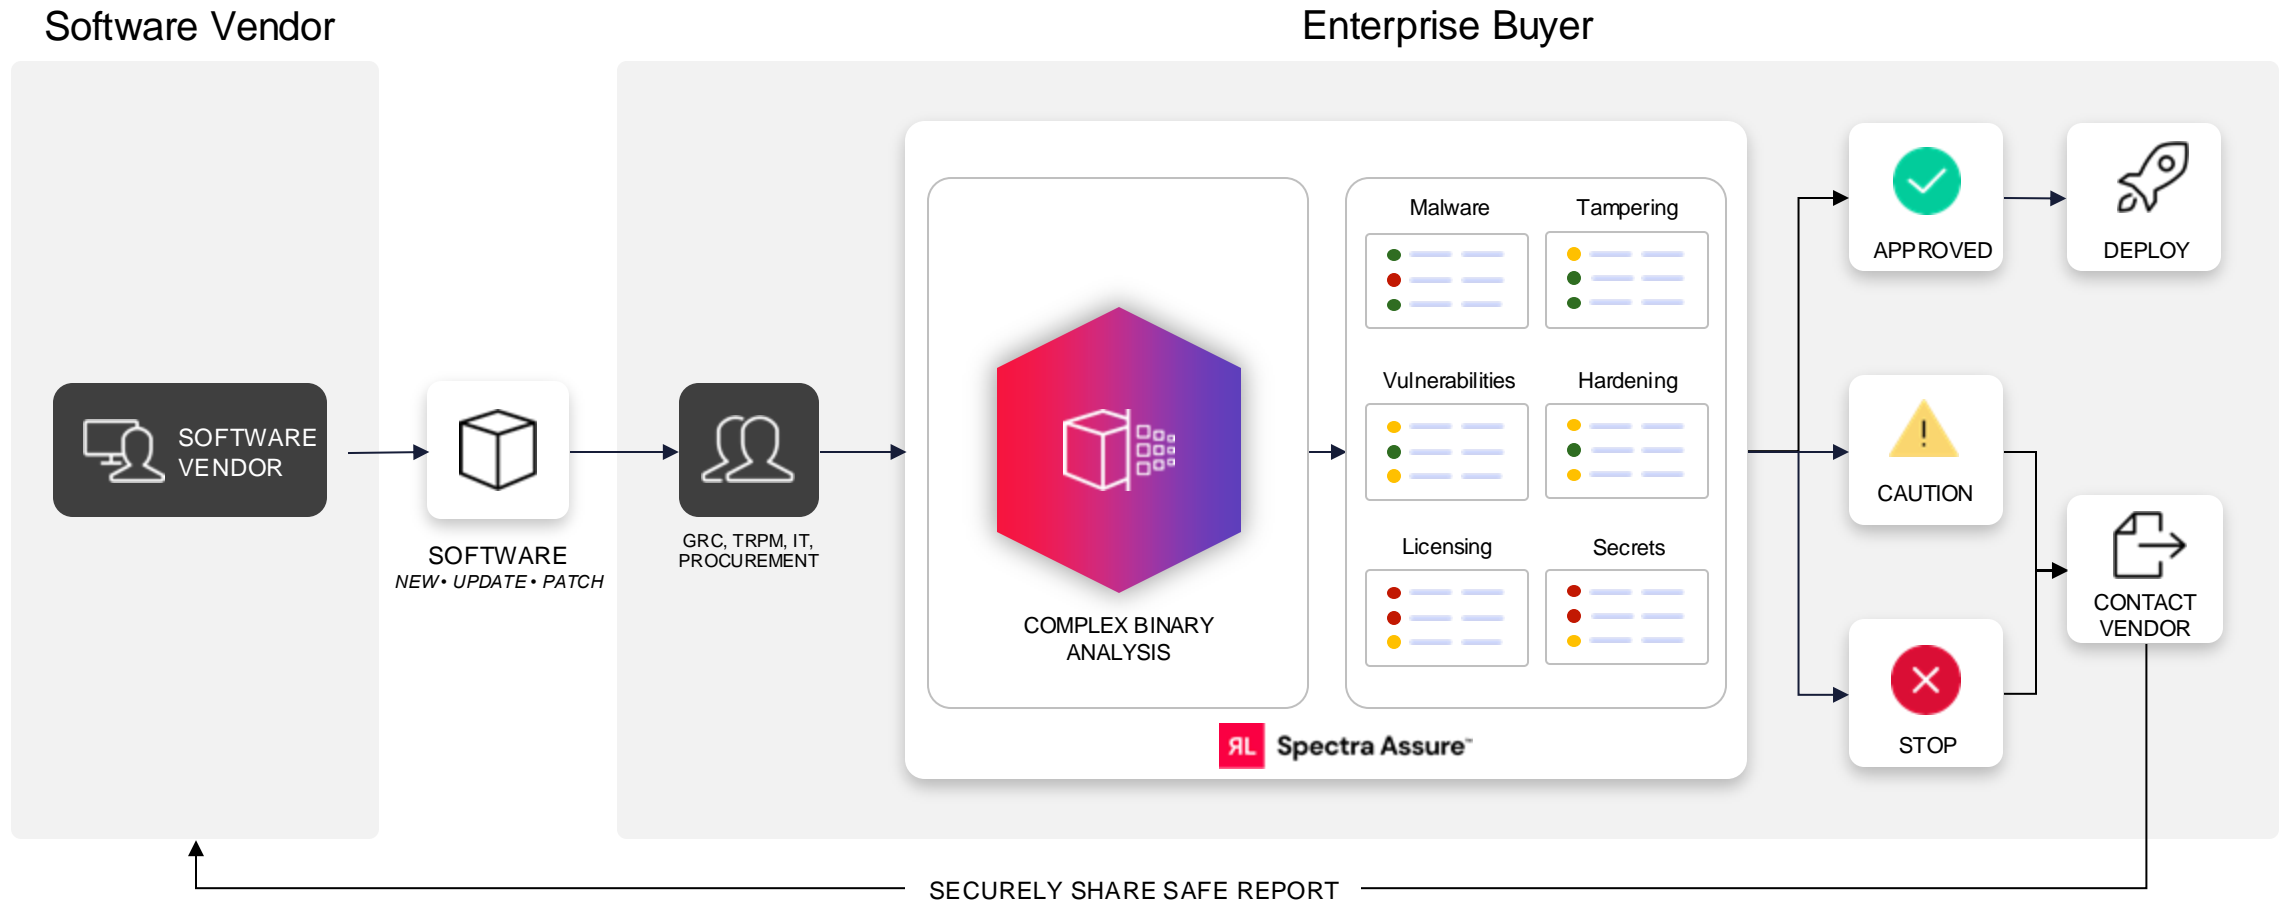 Software Vendor
Enterprise Buyer
SOFTWARE
VENDOR
SOFTWARE
NEW • UPDATE • PATCH
GRC, TRPM, IT,
PROCUREMENT
COMPLEX BINARY
ANALYSIS
Malware
Tampering
Vulnerabilities
Hardening
Licensing
Secrets
RL Spectra Assure™
APPROVED
DEPLOY
CAUTION
STOP
CONTACT
VENDOR
SECURELY SHARE SAFE REPORT